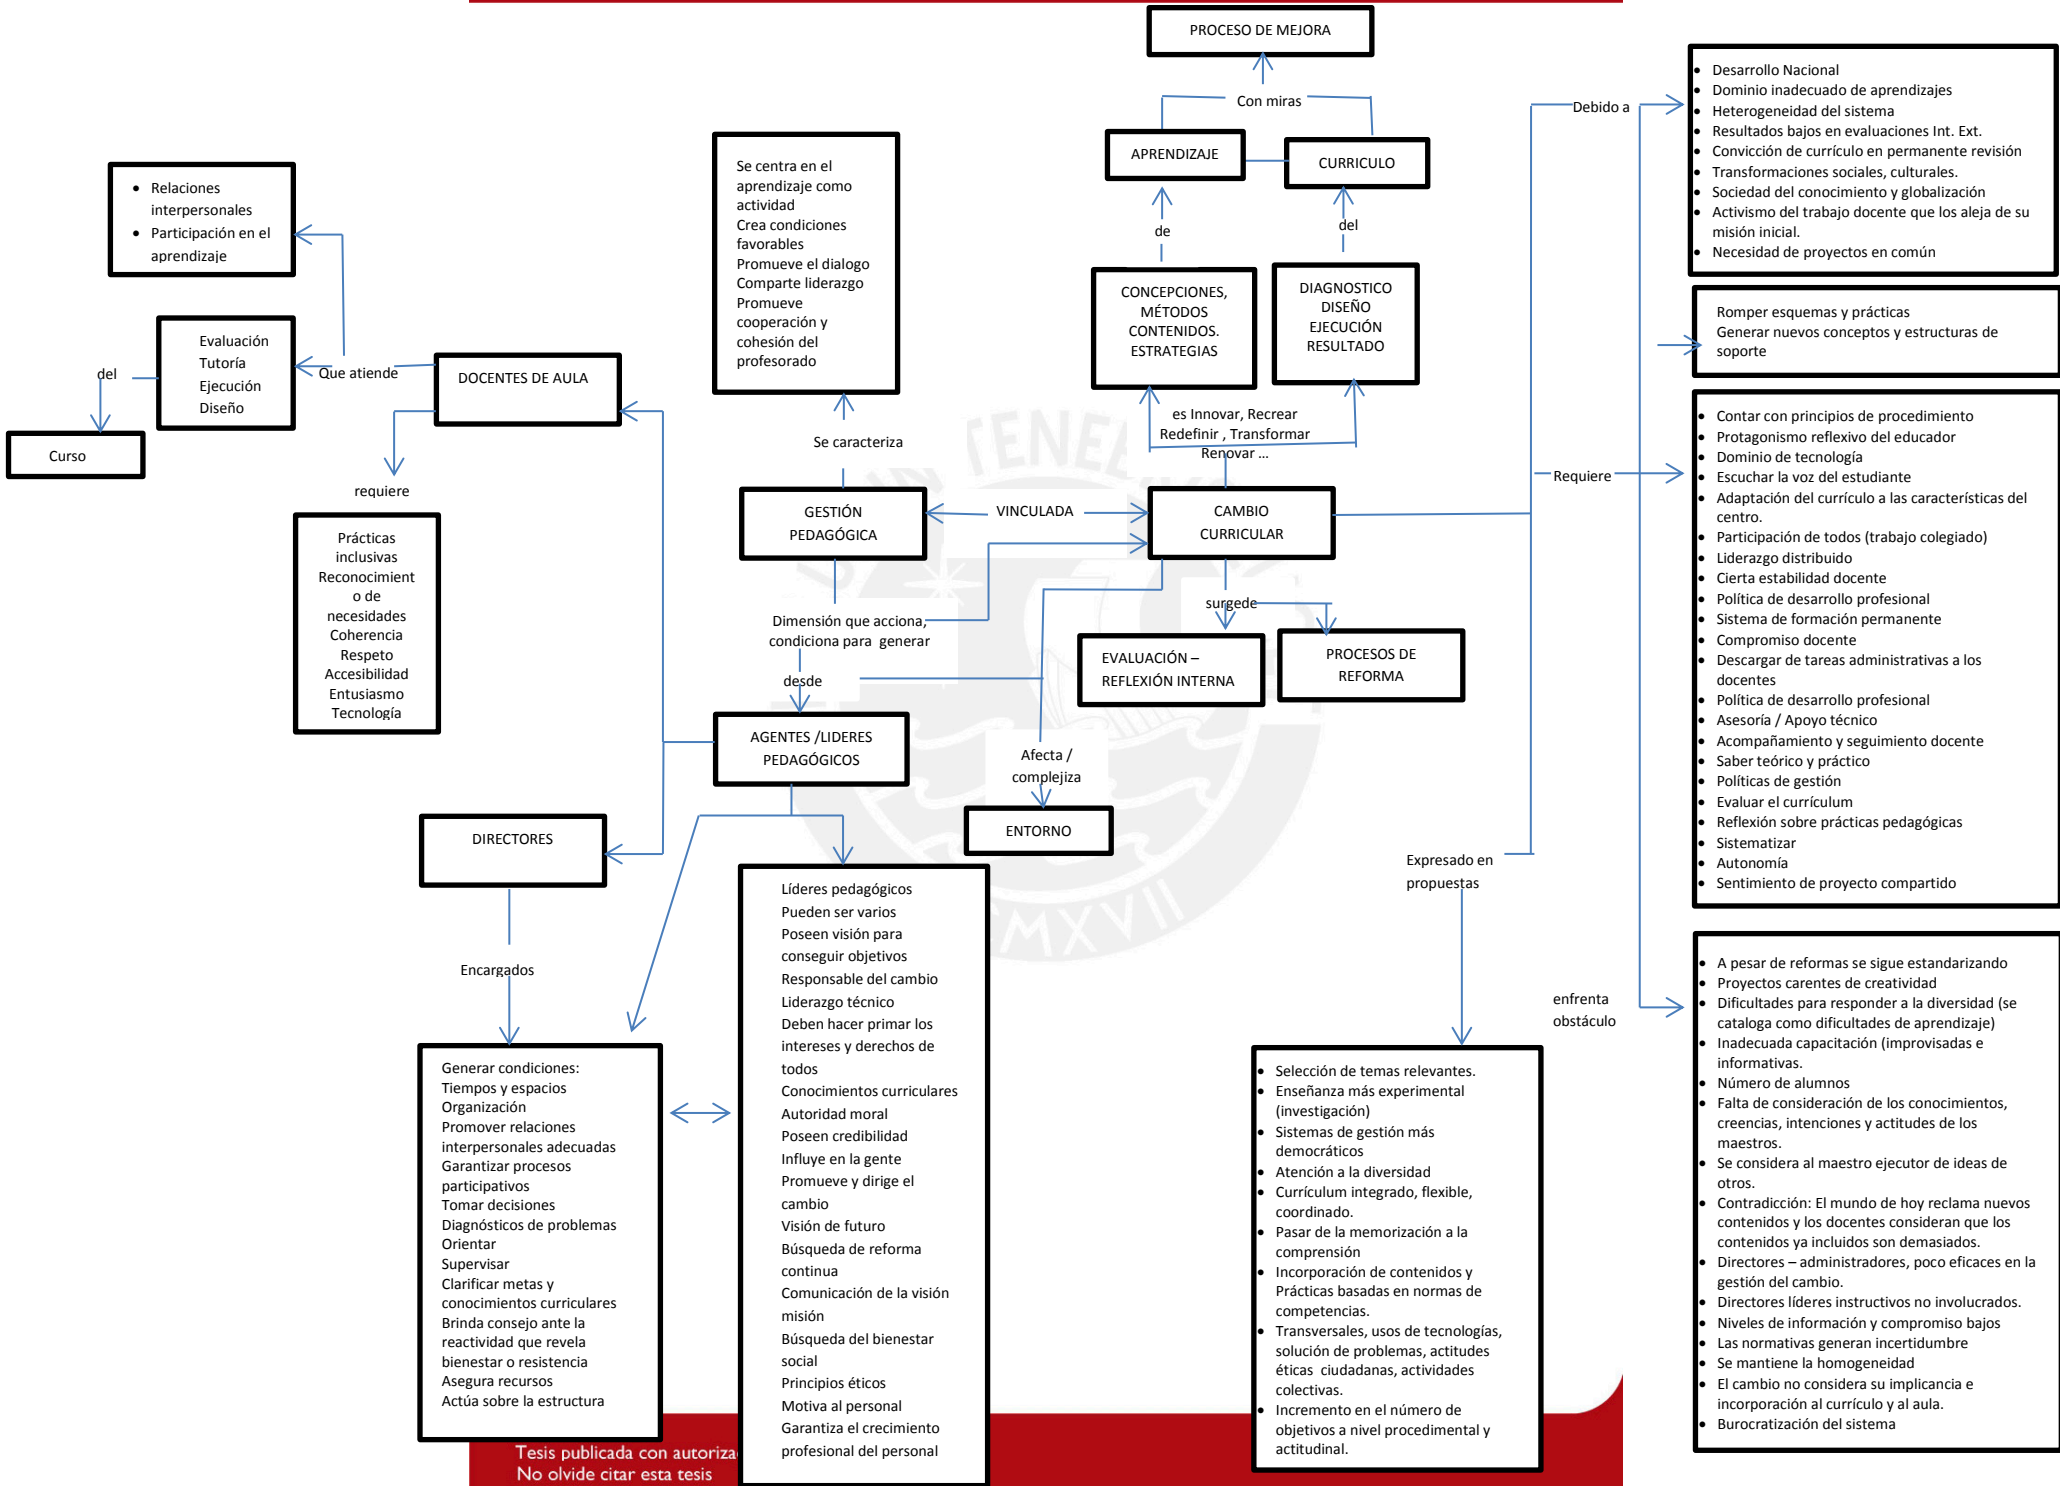 PROCESO DE MEJORA
Con miras
APRENDIZAJE
CURRICULO
de
del
CONCEPCIONES,
MÉTODOS
CONTENIDOS.
ESTRATEGIAS
DIAGNOSTICO
DISEÑO
EJECUCIÓN
RESULTADO
es Innovar, Recrear
Redefinir , Transformar
Renovar ...
Se centra en el
aprendizaje como
actividad
Crea condiciones
favorables
Promueve el dialogo
Comparte liderazgo
Promueve
cooperación y
cohesión del
profesorado
Se caracteriza
• Relaciones
interpersonales
• Participación en el
aprendizaje
Evaluación
Tutoría
Ejecución
Diseño
del
Curso
Que atiende
DOCENTES DE AULA
requiere
Prácticas
inclusivas
Reconocimient
o de
necesidades
Coherencia
Respeto
Accesibilidad
Entusiasmo
Tecnología
GESTIÓN
PEDAGÓGICA
VINCULADA
CAMBIO
CURRICULAR
Dimensión que acciona,
condiciona para generar
desde
surgede
EVALUACIÓN –
REFLEXIÓN INTERNA
PROCESOS DE
REFORMA
AGENTES /LIDERES
PEDAGÓGICOS
Afecta /
complejiza
ENTORNO
DIRECTORES
Encargados
Generar condiciones:
Tiempos y espacios
Organización
Promover relaciones
interpersonales adecuadas
Garantizar procesos
participativos
Tomar decisiones
Diagnósticos de problemas
Orientar
Supervisar
Clarificar metas y
conocimientos curriculares
Brinda consejo ante la
reactividad que revela
bienestar o resistencia
Asegura recursos
Actúa sobre la estructura
Líderes pedagógicos
Pueden ser varios
Poseen visión para
conseguir objetivos
Responsable del cambio
Liderazgo técnico
Deben hacer primar los
intereses y derechos de
todos
Conocimientos curriculares
Autoridad moral
Poseen credibilidad
Influye en la gente
Promueve y dirige el
cambio
Visión de futuro
Búsqueda de reforma
continua
Comunicación de la visión
misión
Búsqueda del bienestar
social
Principios éticos
Motiva al personal
Garantiza el crecimiento
profesional del personal
Expresado en
propuestas
• Selección de temas relevantes.
• Enseñanza más experimental
(investigación)
• Sistemas de gestión más
democráticos
• Atención a la diversidad
• Currículum integrado, flexible,
coordinado.
• Pasar de la memorización a la
comprensión
• Incorporación de contenidos y
Prácticas basadas en normas de
competencias.
• Transversales, usos de tecnologías,
solución de problemas, actitudes
éticas ciudadanas, actividades
colectivas.
• Incremento en el número de
objetivos a nivel procedimental y
actitudinal.
Debido a
• Desarrollo Nacional
• Dominio inadecuado de aprendizajes
• Heterogeneidad del sistema
• Resultados bajos en evaluaciones Int. Ext.
• Convicción de currículo en permanente revisión
• Transformaciones sociales, culturales.
• Sociedad del conocimiento y globalización
• Activismo del trabajo docente que los aleja de su
misión inicial.
• Necesidad de proyectos en común
Romper esquemas y prácticas
Generar nuevos conceptos y estructuras de
soporte
Requiere
• Contar con principios de procedimiento
• Protagonismo reflexivo del educador
• Dominio de tecnología
• Escuchar la voz del estudiante
• Adaptación del currículo a las características del
centro.
• Participación de todos (trabajo colegiado)
• Liderazgo distribuido
• Cierta estabilidad docente
• Política de desarrollo profesional
• Sistema de formación permanente
• Compromiso docente
• Descargar de tareas administrativas a los
docentes
• Política de desarrollo profesional
• Asesoría / Apoyo técnico
• Acompañamiento y seguimiento docente
• Saber teórico y práctico
• Políticas de gestión
• Evaluar el currículum
• Reflexión sobre prácticas pedagógicas
• Sistematizar
• Autonomía
• Sentimiento de proyecto compartido
enfrenta
obstáculo
• A pesar de reformas se sigue estandarizando
• Proyectos carentes de creatividad
• Dificultades para responder a la diversidad (se
cataloga como dificultades de aprendizaje)
• Inadecuada capacitación (improvisadas e
informativas.
• Número de alumnos
• Falta de consideración de los conocimientos,
creencias, intenciones y actitudes de los
maestros.
• Se considera al maestro ejecutor de ideas de
otros.
• Contradicción: El mundo de hoy reclama nuevos
contenidos y los docentes consideran que los
contenidos ya incluidos son demasiados.
• Directores – administradores, poco eficaces en la
gestión del cambio.
• Directores líderes instructivos no involucrados.
• Niveles de información y compromiso bajos
• Las normativas generan incertidumbre
• Se mantiene la homogeneidad
• El cambio no considera su implicancia e
incorporación al currículo y al aula.
• Burocratización del sistema
Tesis publicada con autoriza
No olvide citar esta tesis